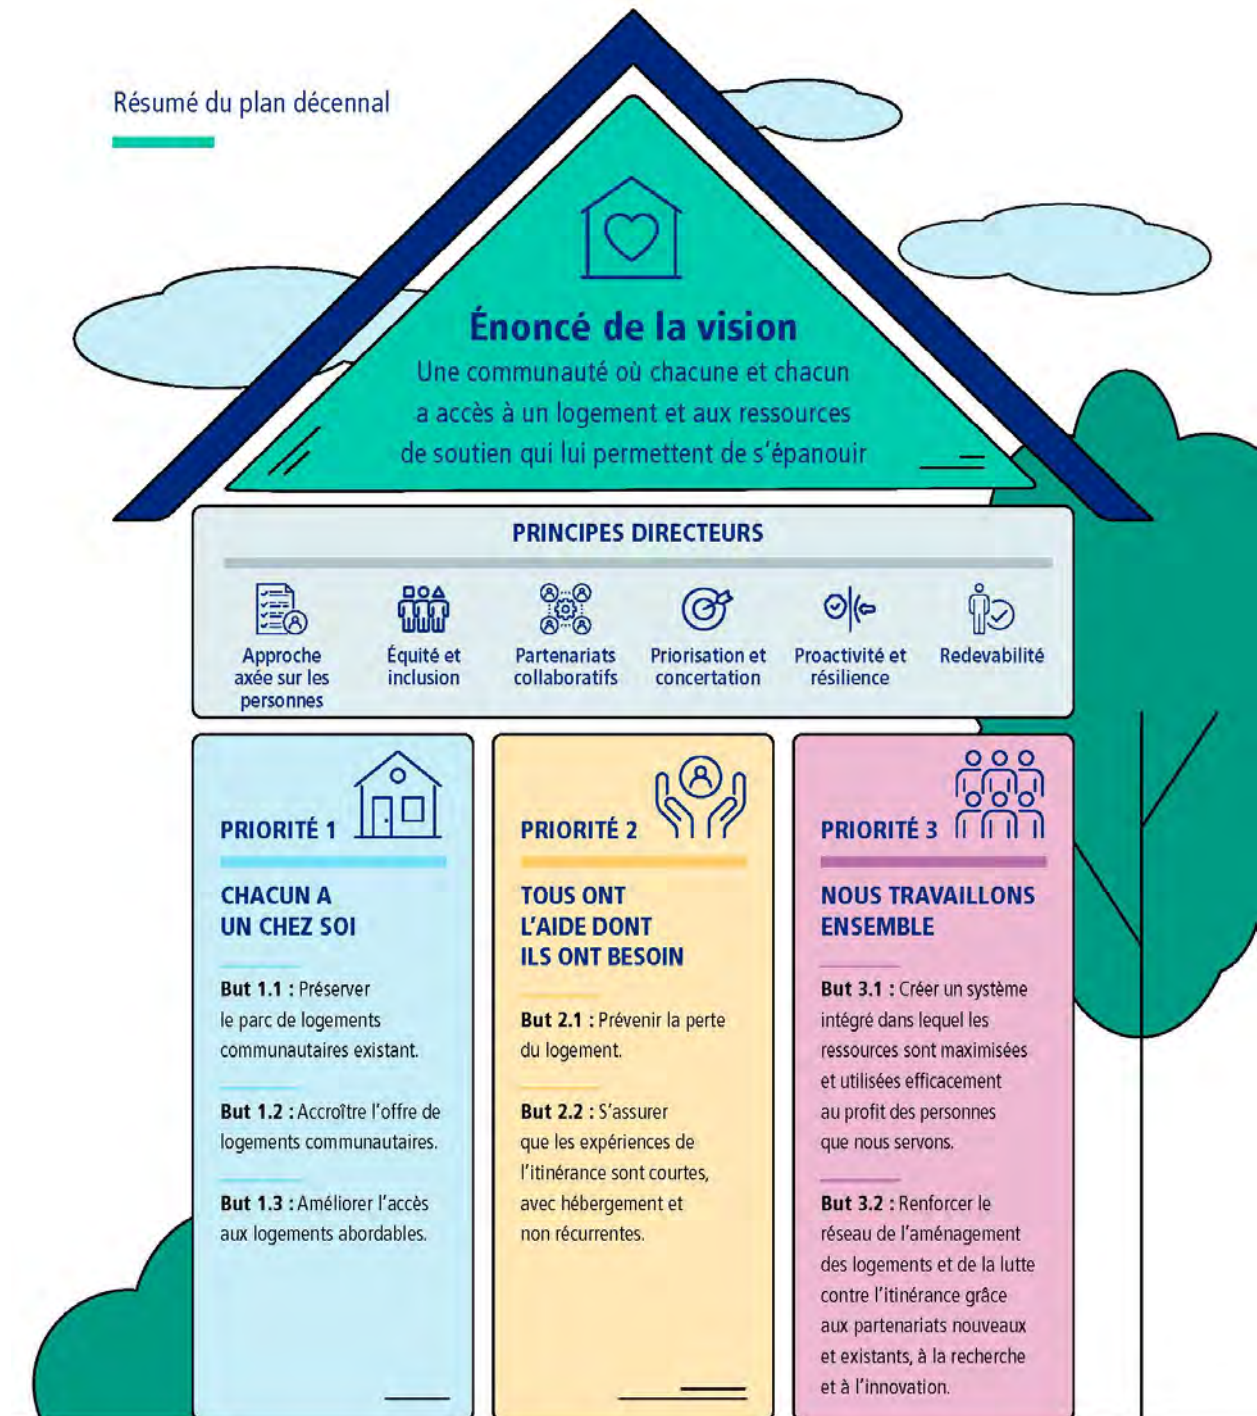 Résumé du plan décennal
Énoncé de la vision
Une communauté où chacune et chacun
a accès à un logement et aux ressources
de soutien qui lui permettent de s'épanouir
PRINCIPES DIRECTEURS
Approche
axée sur les
personnes
Équité et
inclusion
Partenariats
collaboratifs
Priorisation et
concertation
Proactivité et
résilience
Redevabilité
PRIORITÉ 1
CHACUN A
UN CHEZ SOI
But 1.1 : Préserver
le parc de logements
communautaires existant.
But 1.2 : Accroître l'offre de
logements communautaires.
But 1.3 : Améliorer l'accès
aux logements abordables.
PRIORITÉ 2
TOUS ONT
L'AIDE DONT
ILS ONT BESOIN
But 2.1 : Prévenir la perte
du logement.
But 2.2 : S'assurer
que les expériences de
l'itinérance sont courtes,
avec hébergement et
non récurrentes.
PRIORITÉ 3
NOUS TRAVAILLONS
ENSEMBLE
But 3.1 : Créer un système
intégré dans lequel les
ressources sont maximisées
et utilisées efficacement
au profit des personnes
que nous servons.
But 3.2 : Renforcer le
réseau de l'aménagement
des logements et de la lutte
contre l'itinérance grâce
aux partenariats nouveaux
et existants, à la recherche
et à l'innovation.